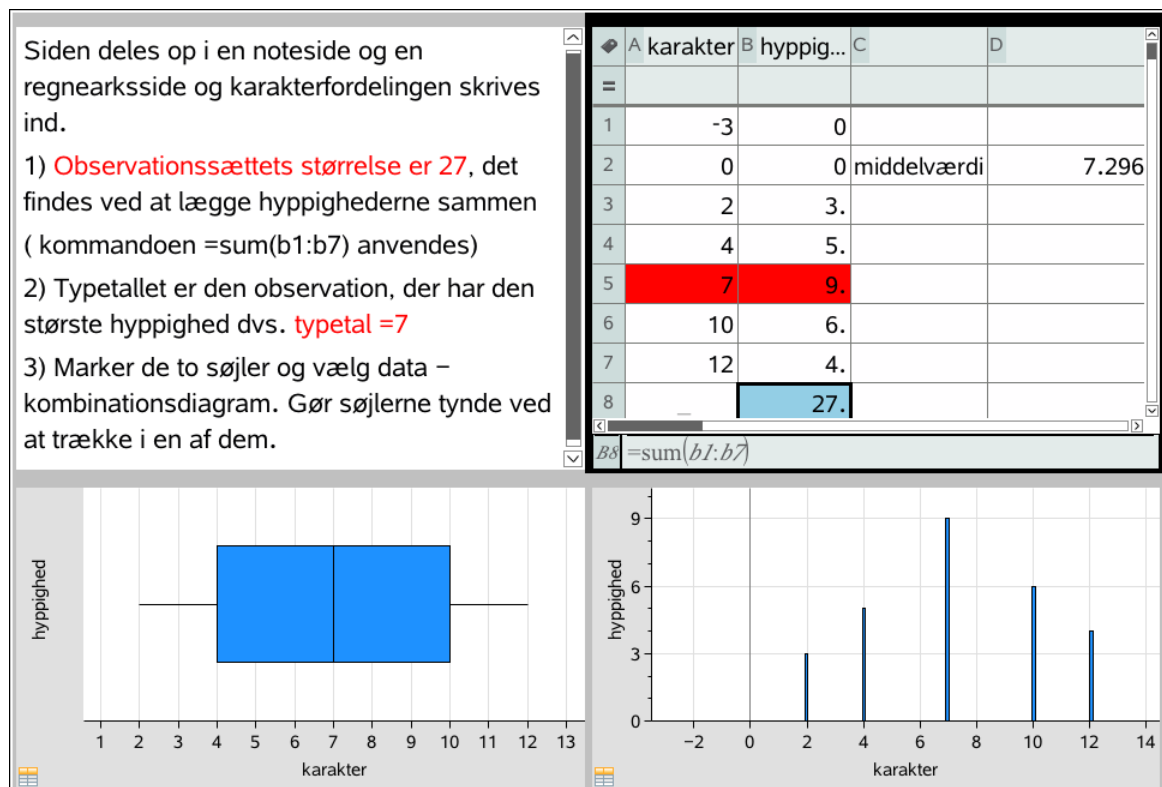 Siden deles op i en noteside og en
regnearksside og karakterfordelingen skrives
ind.
1) Observationssættets størrelse er 27, det
findes ved at lægge hyppighederne sammen
( kommandoen =sum(b1:b7) anvendes)
2) Typetallet er den observation, der har den
største hyppighed dvs. typetal =7
3) Marker de to søjler og vælg data –
kombinationsdiagram. Gør søjlerne tynde ved
at trække i en af dem.
A karakter B hyppig... C D
=
1 -3 0
2 0 0 middelværdi 7.296
3 2 3.
4 4 5.
5 7 9.
6 10 6.
7 12 4.
8 _ 27.
B8 =sum(b1:b7)
hyppighed
1 2 3 4 5 6 7 8 9 10 11 12 13
karakter
hyppighed
9
6
3
0
-2 0 2 4 6 8 10 12 14
karakter